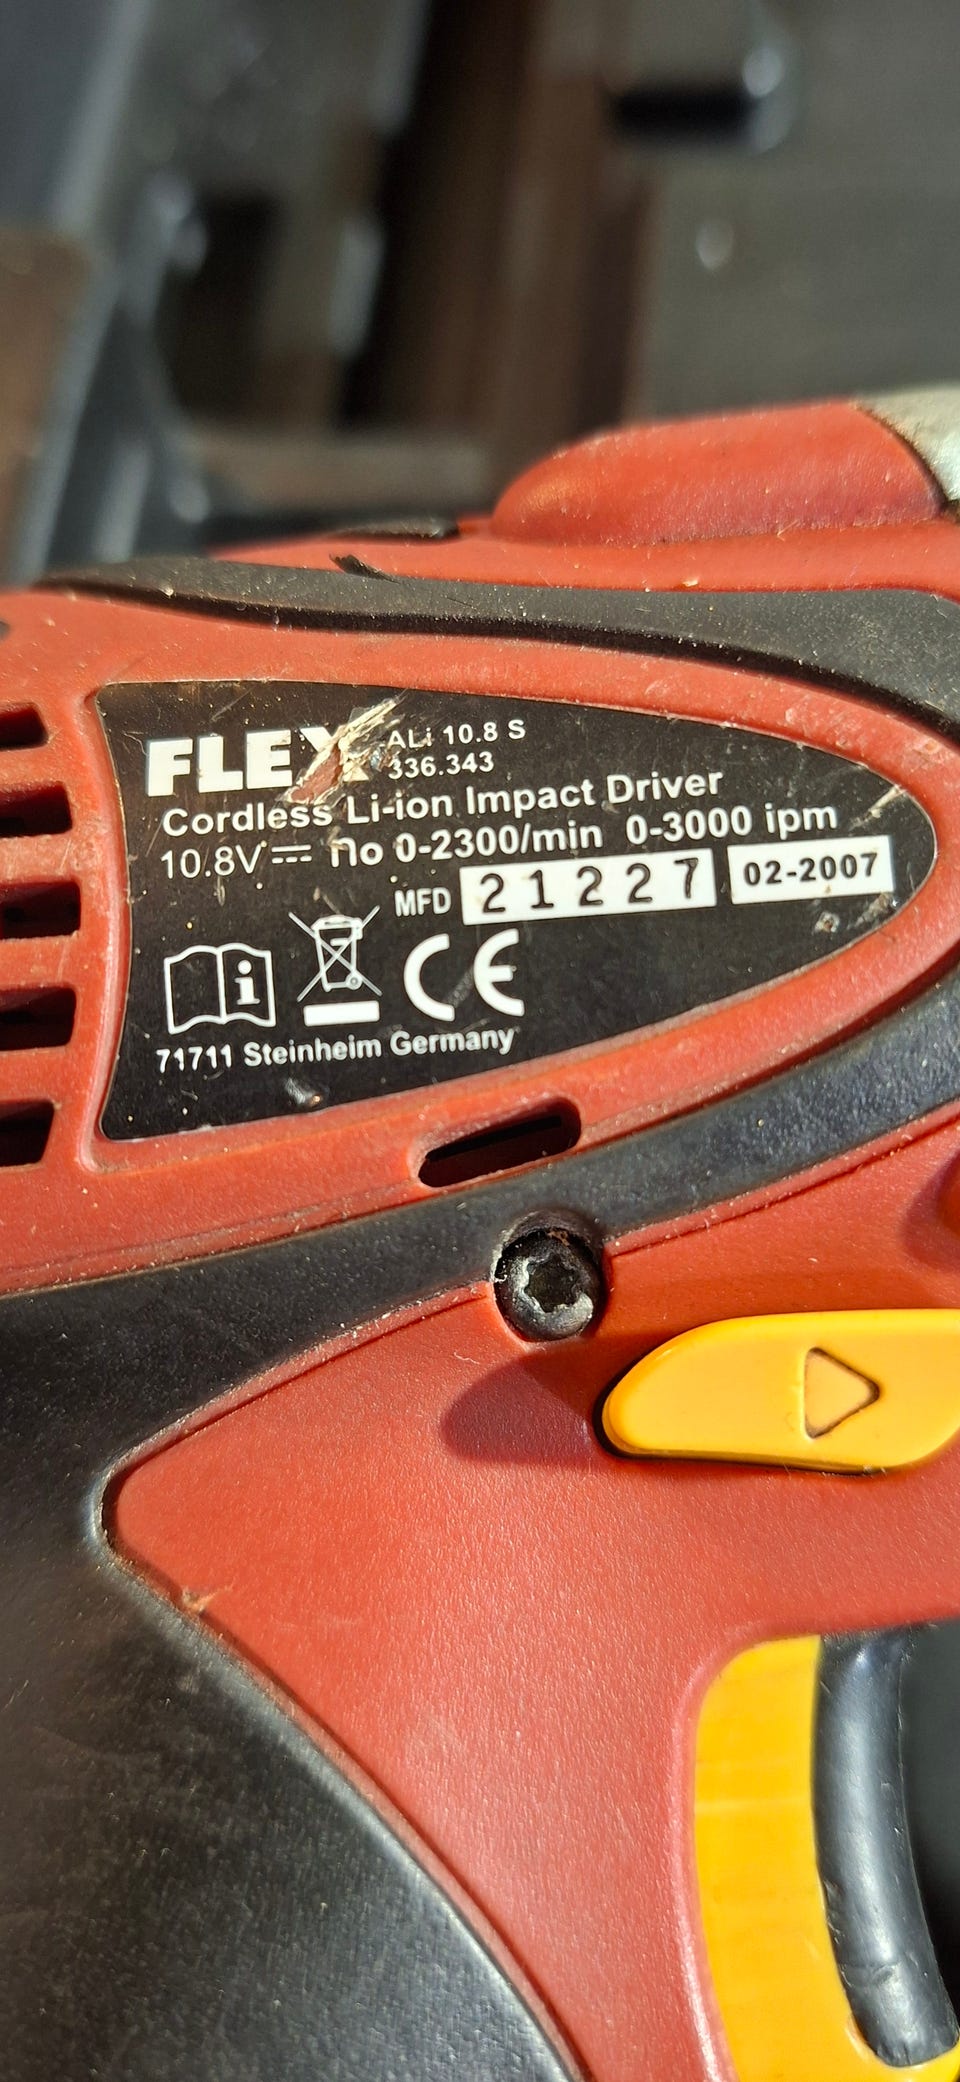 FLEX ALi 10.8 S
336.343
Cordless Li-ion Impact Driver
10.8V no 0-2300/min 0-3000 ipm
MFD 21227 02-2007
CE
71711 Steinheim Germany